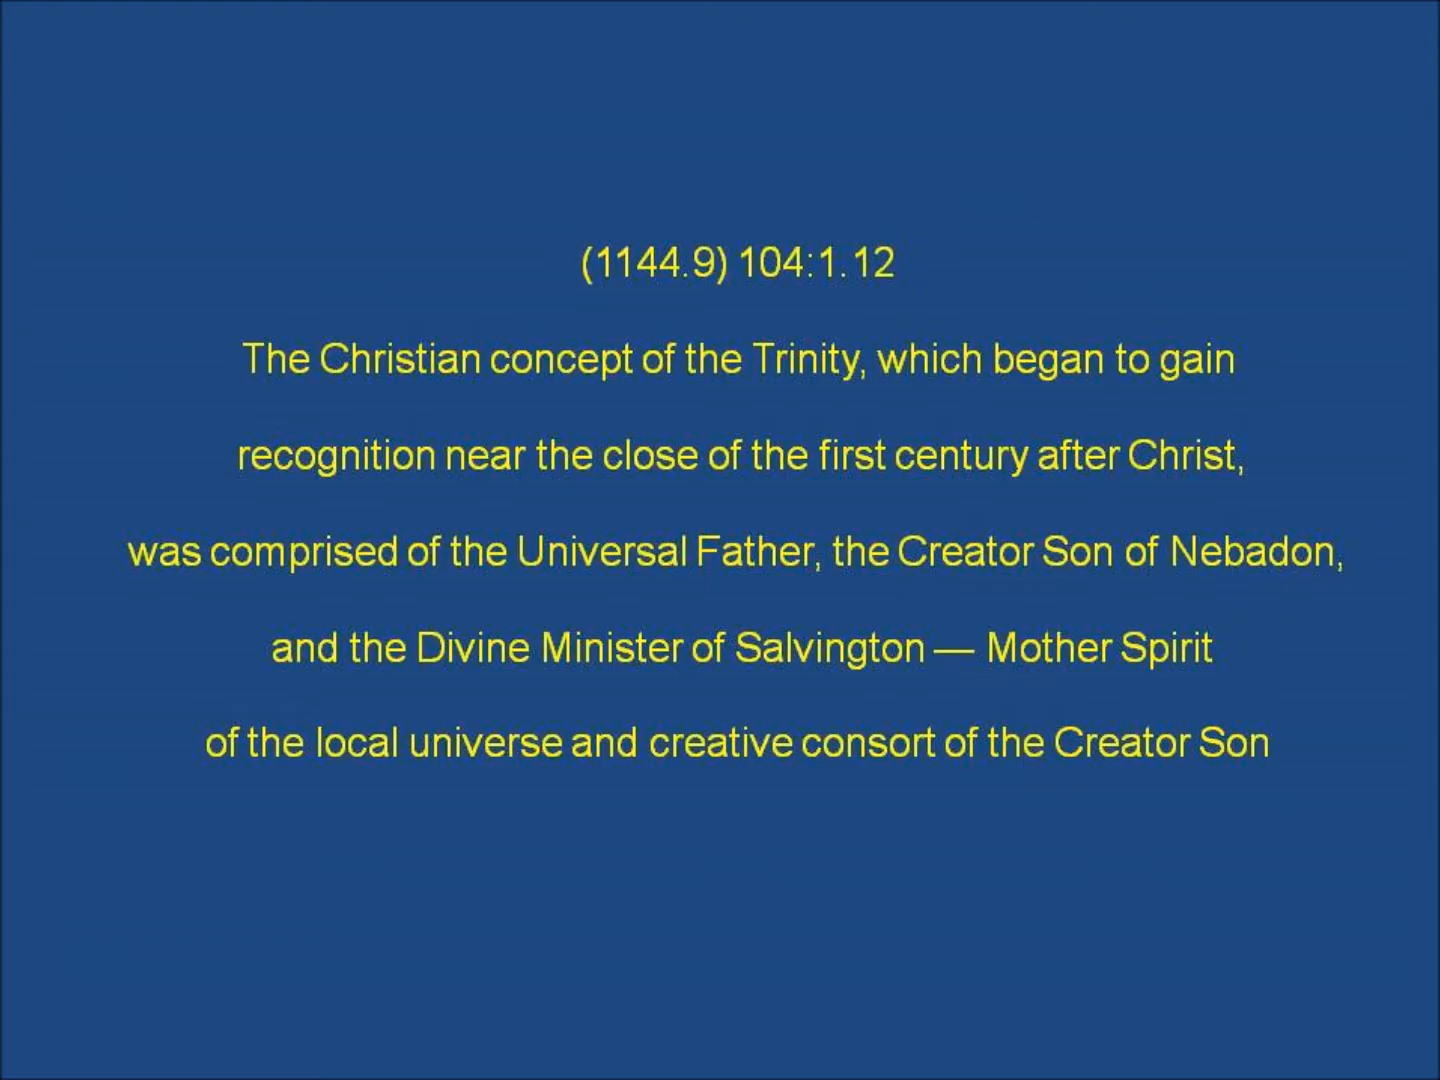 (1144.9) 104:1.12
The Christian concept of the Trinity, which began to gain
recognition near the close of the first century after Christ,
was comprised of the Universal Father, the Creator Son of Nebadon,
and the Divine Minister of Salvington — Mother Spirit
of the local universe and creative consort of the Creator Son